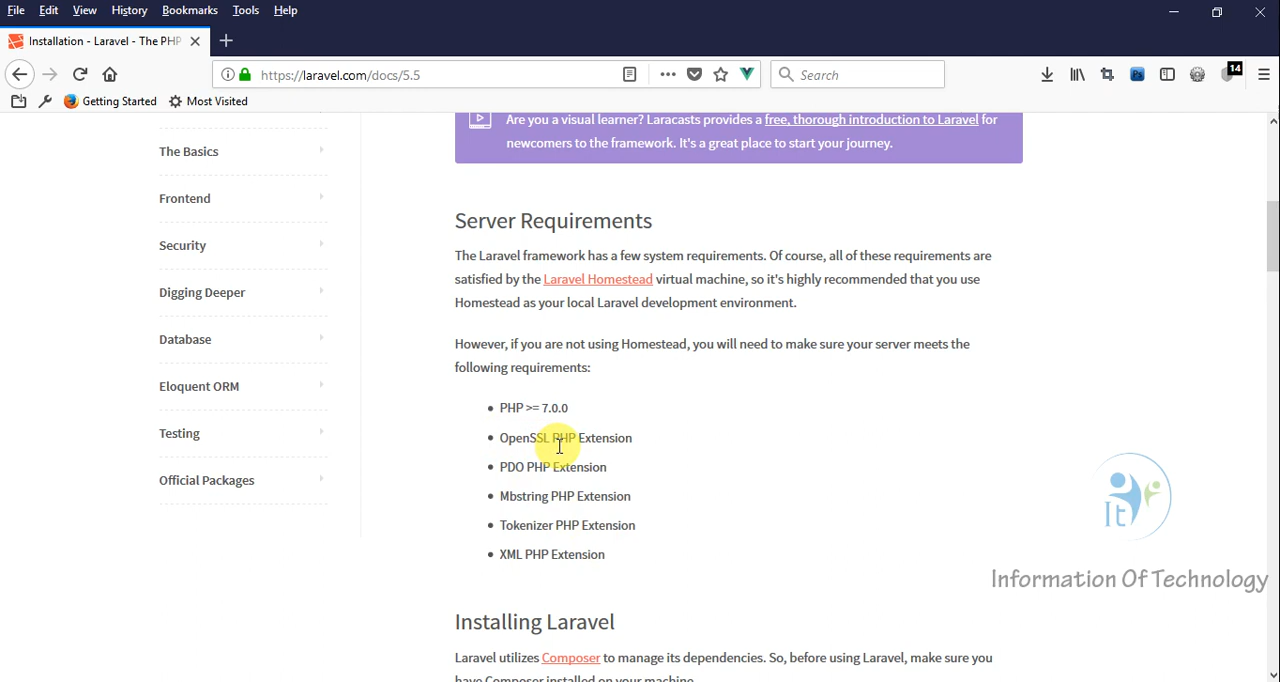 File Edit View History Bookmarks Tools Help
Installation - Laravel - The PHP
https://laravel.com/docs/5.5
Search
14
Getting Started Most Visited
Are you a visual learner? Laracasts provides a free, thorough introduction to Laravel for
newcomers to the framework. It's a great place to start your journey.
The Basics
Frontend
Security
Digging Deeper
Database
Eloquent ORM
Testing
Official Packages
Server Requirements
The Laravel framework has a few system requirements. Of course, all of these requirements are
satisfied by the Laravel Homestead virtual machine, so it's highly recommended that you use
Homestead as your local Laravel development environment.
However, if you are not using Homestead, you will need to make sure your server meets the
following requirements:
PHP >= 7.0.0
OpenSSL PHP Extension
PDO PHP Extension
Mbstring PHP Extension
Tokenizer PHP Extension
XML PHP Extension
It
Information Of Technology
Installing Laravel
Laravel utilizes Composer to manage its dependencies. So, before using Laravel, make sure you
have Composer installed on your machine.